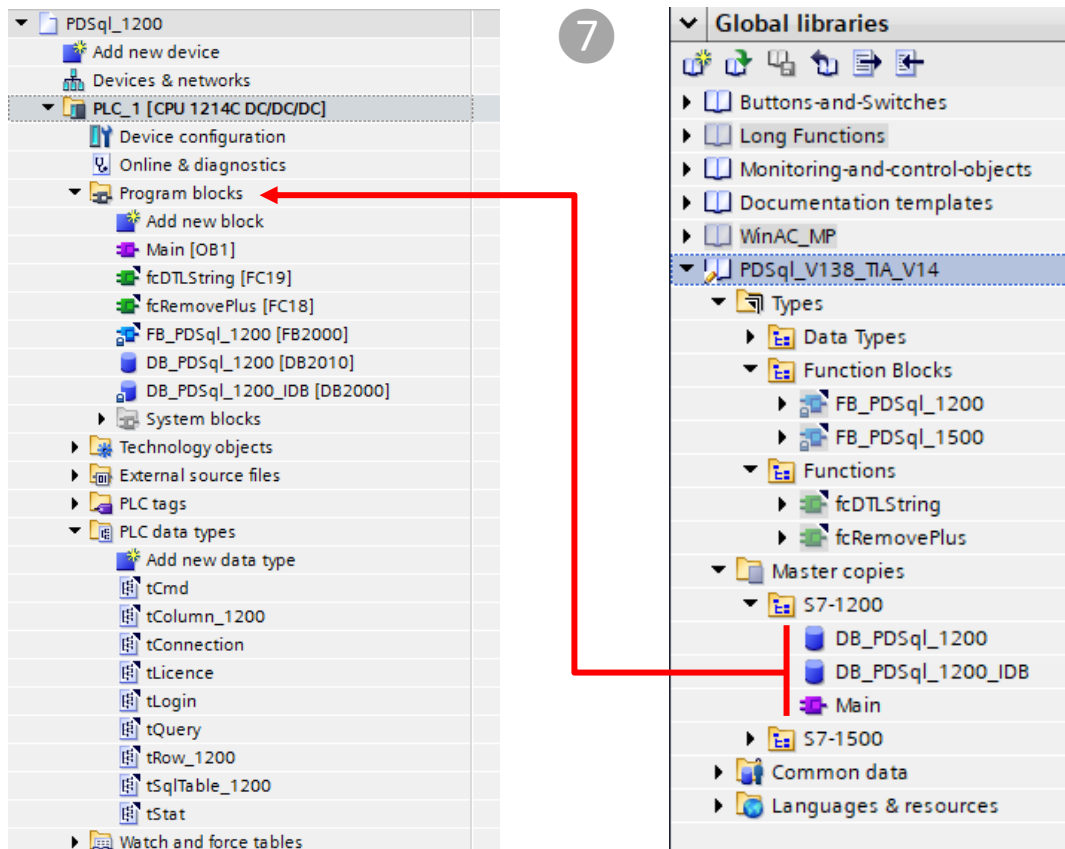 PDSql_1200
Add new device
Devices & networks
PLC_1 [CPU 1214C DC/DC/DC]
Device configuration
Online & diagnostics
Program blocks
Add new block
Main [OB1]
fcDTLString [FC19]
fcRemovePlus [FC18]
FB_PDSql_1200 [FB2000]
DB_PDSql_1200 [DB2010]
DB_PDSql_1200_IDB [DB2000]
System blocks
Technology objects
External source files
PLC tags
PLC data types
Add new data type
tCmd
tColumn_1200
tConnection
tLicence
tLogin
tQuery
tRow_1200
tSqlTable_1200
tStat
Watch and force tables
7
Global libraries
Buttons-and-Switches
Long Functions
Monitoring-and-control-objects
Documentation templates
WinAC_MP
PDSql_V138_TIA_V14
Types
Data Types
Function Blocks
FB_PDSql_1200
FB_PDSql_1500
Functions
fcDTLString
fcRemovePlus
Master copies
S7-1200
DB_PDSql_1200
DB_PDSql_1200_IDB
Main
S7-1500
Common data
Languages & resources